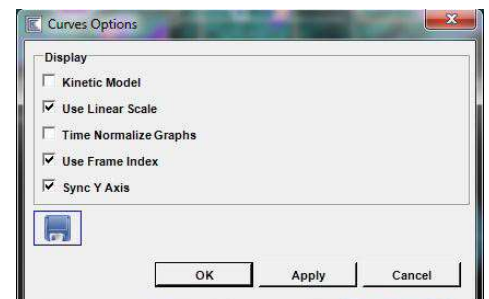 Curves Options
Display
Kinetic Model
Use Linear Scale
Time Normalize Graphs
Use Frame Index
Sync Y Axis
OK Apply Cancel